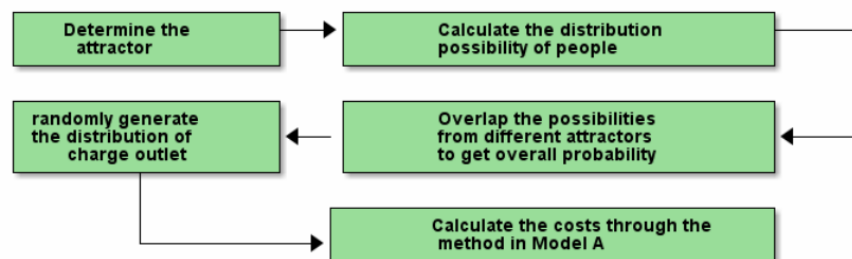 Determine the
attractor
Calculate the distribution
possibility of people
Overlap the possibilities
from different attractors
to get overall probability
randomly generate
the distribution of
charge outlet
Calculate the costs through the
method in Model A